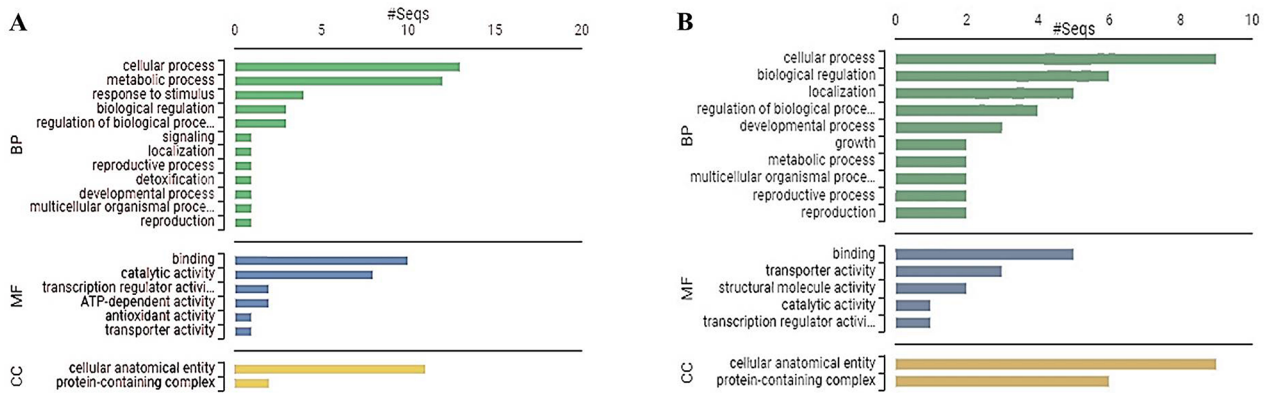 A
#Seqs
0 5 10 15 20
BP
cellular process
metabolic process
response to stimulus
biological regulation
regulation of biological proce...
signaling
localization
reproductive process
detoxification
developmental process
multicellular organismal proce...
reproduction
MF
binding
catalytic activity
transcription regulator activi...
ATP-dependent activity
antioxidant activity
transporter activity
CC
cellular anatomical entity
protein-containing complex
B
0 2 4 6 8 10
#Seqs
BP
cellular process
biological regulation
localization
regulation of biological proce...
developmental process
growth
metabolic process
multicellular organismal proce...
reproductive process
reproduction
MF
binding
transporter activity
structural molecule activity
catalytic activity
transcription regulator activi...
CC
cellular anatomical entity
protein-containing complex